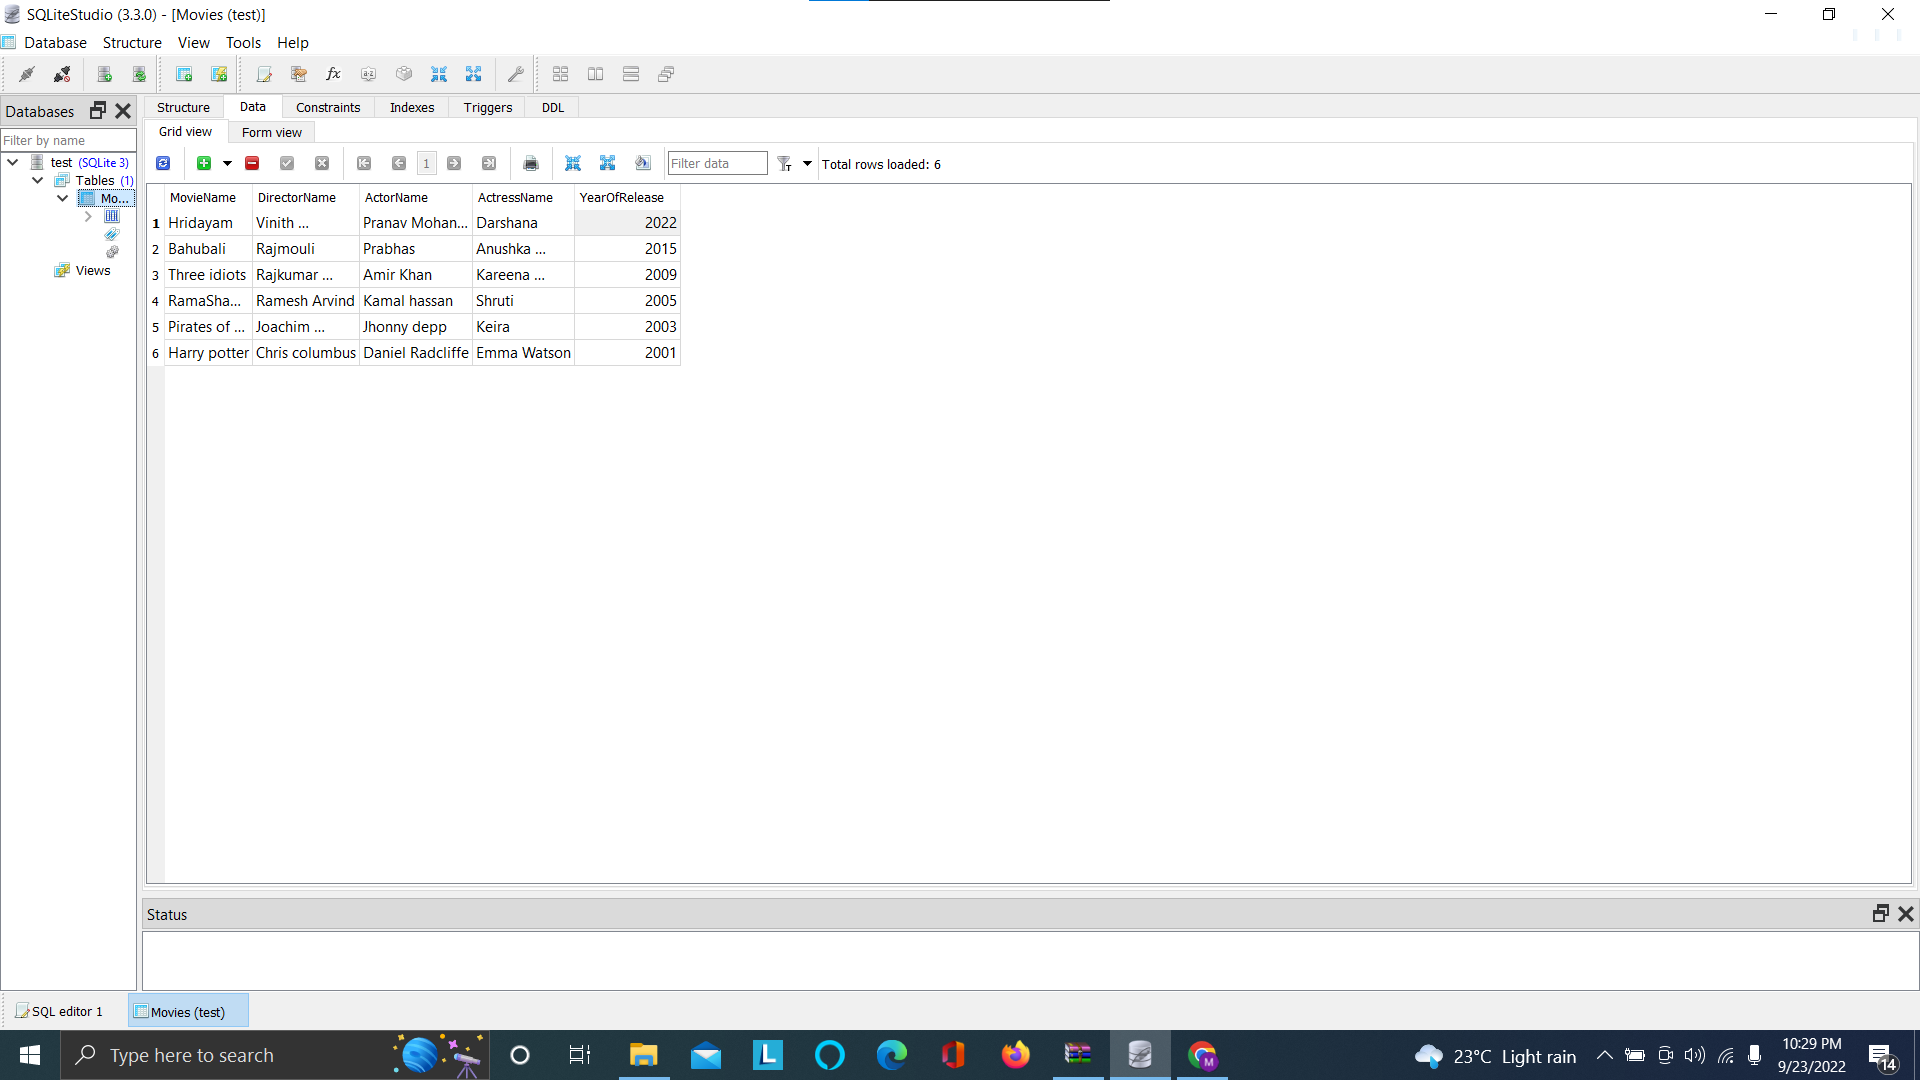 SQLiteStudio (3.3.0) - [Movies (test)]
Database Structure View Tools Help
Databases
Filter by name
test (SQLite 3)
Tables (1)
Mo...
Views
Structure Data Constraints Indexes Triggers DDL
Grid view Form view
1 Filter data Total rows loaded: 6
MovieName DirectorName ActorName ActressName YearOfRelease
1 Hridayam Vinith ... Pranav Mohan... Darshana 2022
2 Bahubali Rajmouli Prabhas Anushka ... 2015
3 Three idiots Rajkumar ... Amir Khan Kareena ... 2009
4 RamaSha... Ramesh Arvind Kamal hassan Shruti 2005
5 Pirates of ... Joachim ... Jhonny depp Keira 2003
6 Harry potter Chris columbus Daniel Radcliffe Emma Watson 2001
Status
SQL editor 1 Movies (test)
Type here to search
L
M
23°C Light rain
10:29 PM
9/23/2022
14